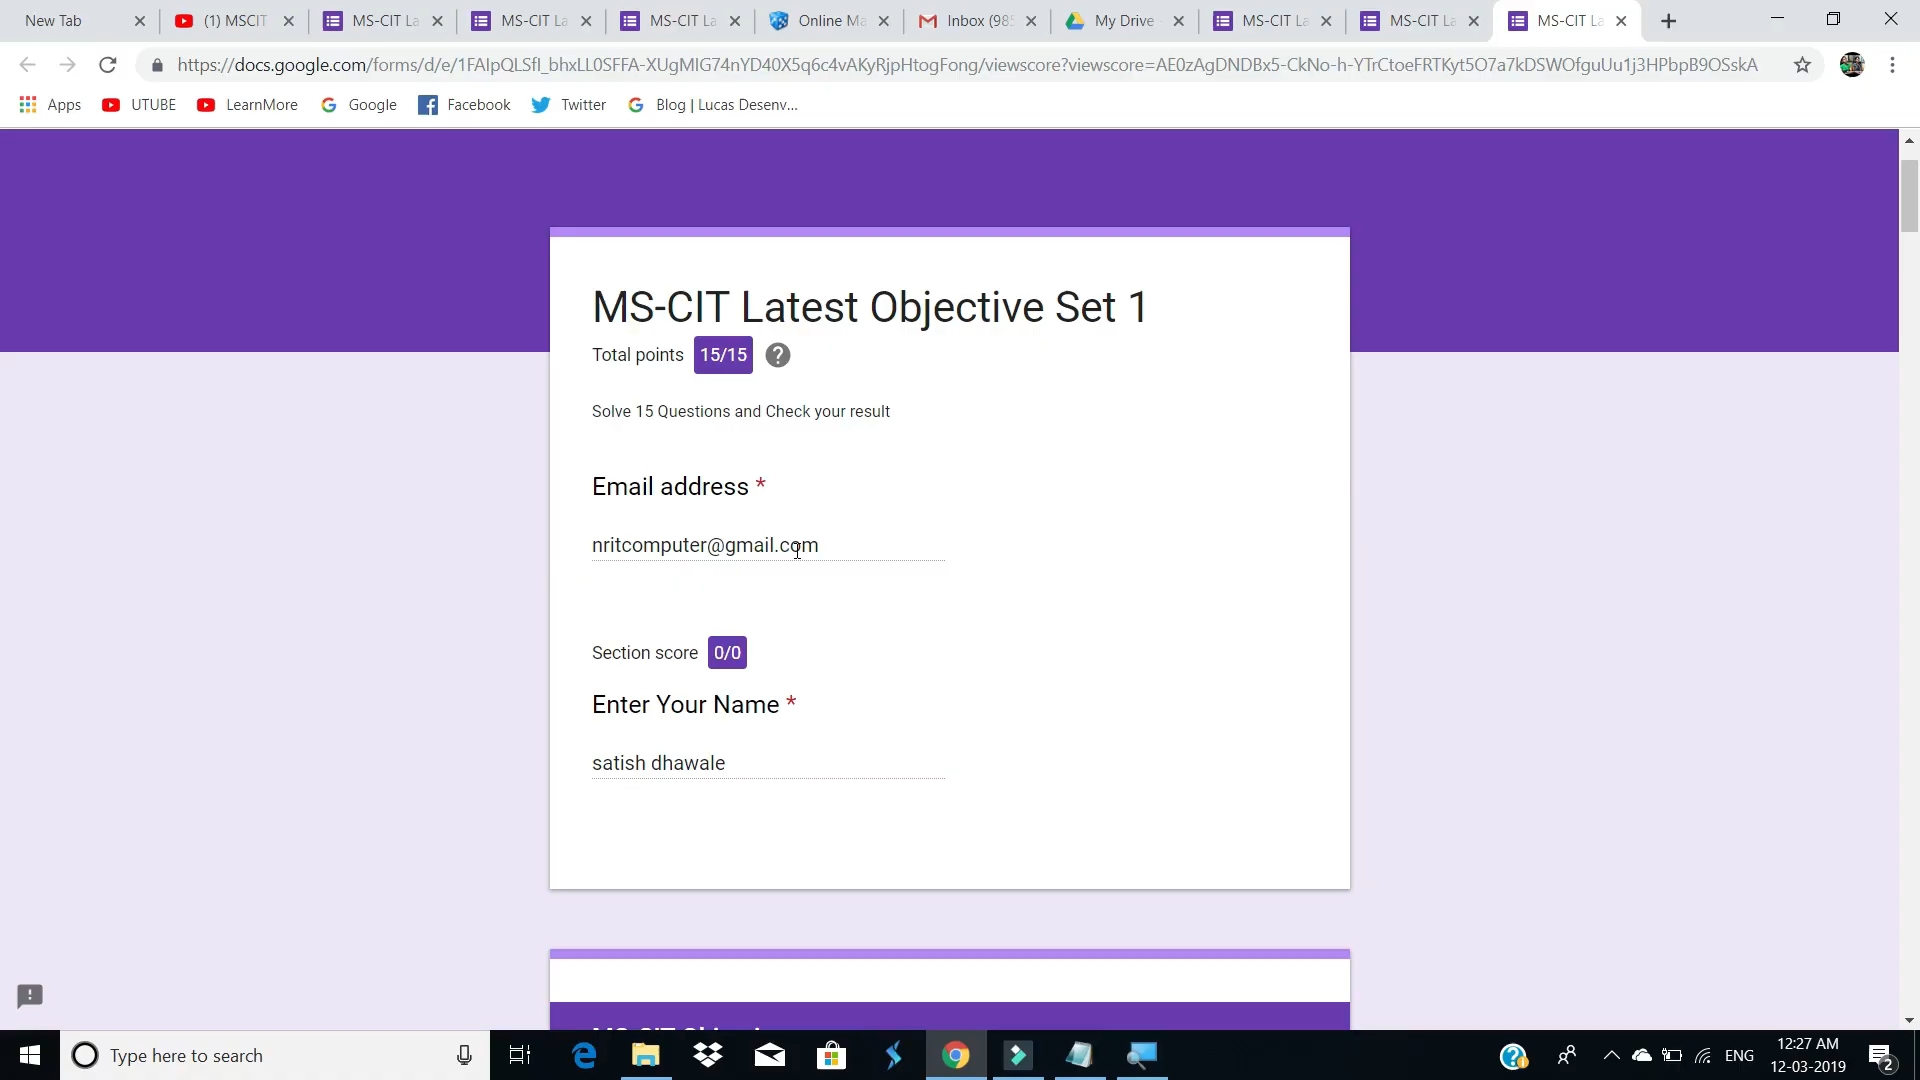 New Tab
(1) MSCIT
MS-CIT La
MS-CIT La
MS-CIT La
Online Ma
Inbox (985
My Drive
MS-CIT La
MS-CIT La
MS-CIT La
https://docs.google.com/forms/d/e/1FAIpQLSfI_bhxLL0SFFA-XUgMIG74nYD40X5q6c4vAKyRjpHtogFong/viewscore?viewscore=AE0zAgDNDBx5-CkNo-h-YTrCtoeFRTKyt5O7a7kDSWOfguUu1j3HPbpB9OSskA
Apps UTUBE LearnMore Google Facebook Twitter Blog | Lucas Desenv...
MS-CIT Latest Objective Set 1
Total points 15/15 ?
Solve 15 Questions and Check your result
Email address *
nritcomputer@gmail.com
Section score 0/0
Enter Your Name *
satish dhawale
Type here to search
ENG
12:27 AM
12-03-2019
2